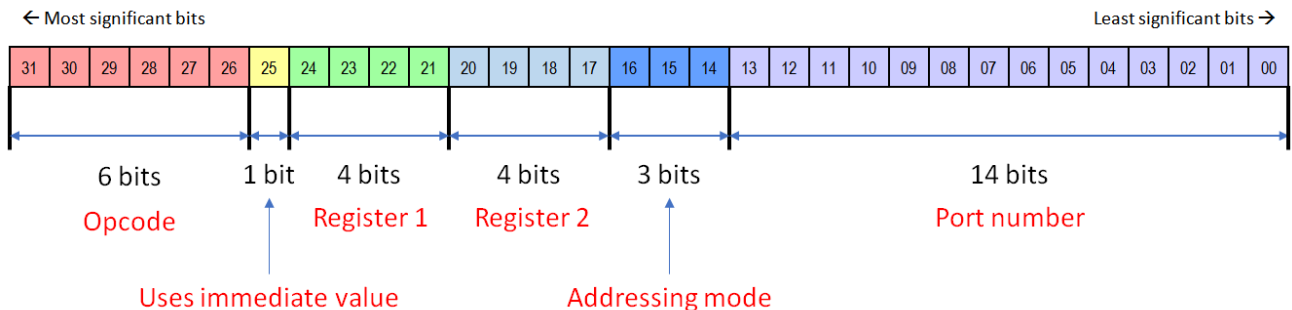 ← Most significant bits Least significant bits →
31 30 29 28 27 26 25 24 23 22 21 20 19 18 17 16 15 14 13 12 11 10 09 08 07 06 05 04 03 02 01 00
6 bits 1 bit 4 bits 4 bits 3 bits 14 bits
Opcode Register 1 Register 2 Port number
Uses immediate value Addressing mode